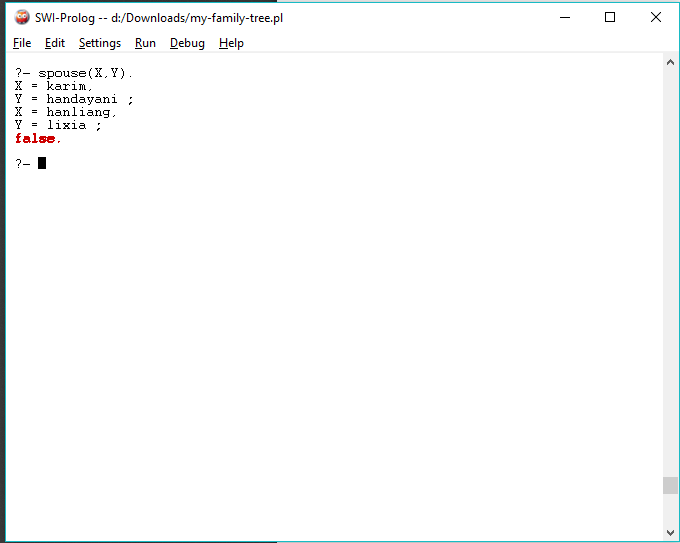 SWI-Prolog -- d:/Downloads/my-family-tree.pl
File Edit Settings Run Debug Help
?- spouse(X,Y).
X = karim,
Y = handayani ;
X = hanliang,
Y = lixia ;
false.
?-